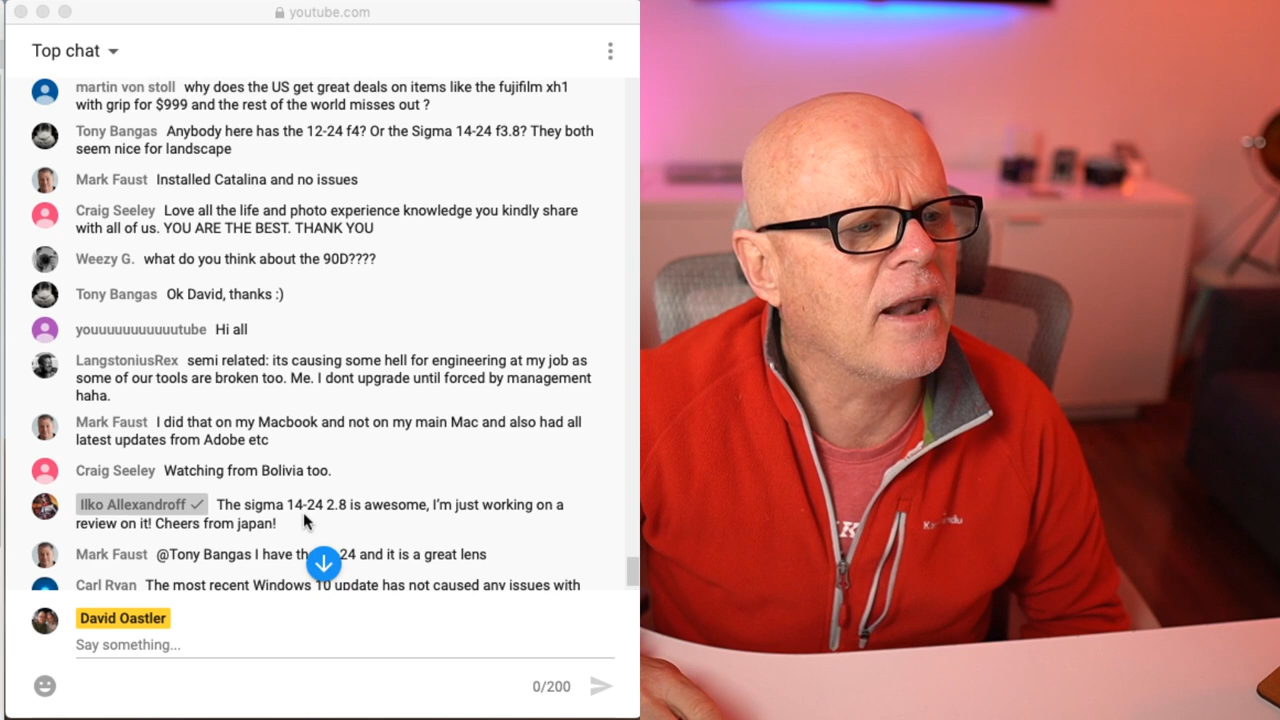 youtube.com
Top chat
martin von stoll why does the US get great deals on items like the fujifilm xh1
with grip for $999 and the rest of the world misses out ?
Tony Bangas Anybody here has the 12-24 f4? Or the Sigma 14-24 f3.8? They both
seem nice for landscape
Mark Faust Installed Catalina and no issues
Craig Seeley Love all the life and photo experience knowledge you kindly share
with all of us. YOU ARE THE BEST. THANK YOU
Weezy G. what do you think about the 90D????
Tony Bangas Ok David, thanks :)
youuuuuuuuuuutube Hi all
LangstoniusRex semi related: its causing some hell for engineering at my job as
some of our tools are broken too. Me. I dont upgrade until forced by management
haha.
Mark Faust I did that on my Macbook and not on my main Mac and also had all
latest updates from Adobe etc
Craig Seeley Watching from Bolivia too.
Ilko Allexandroff The sigma 14-24 2.8 is awesome, I'm just working on a
review on it! Cheers from japan!
Mark Faust @Tony Bangas I have 24 and it is a great lens
Carl Ryan The most recent Windows 10 update has not caused any issues with
David Oastler
Say something...
0/200